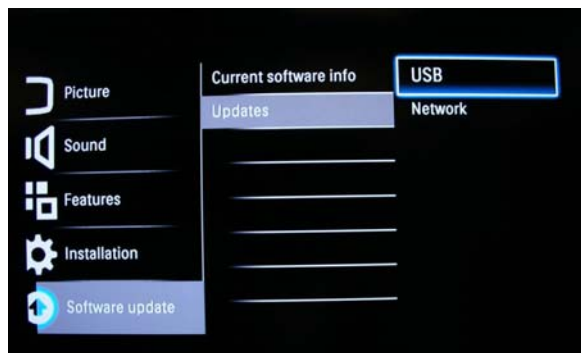 Picture
Sound
Features
Installation
Software update
Current software info
Updates
USB
Network